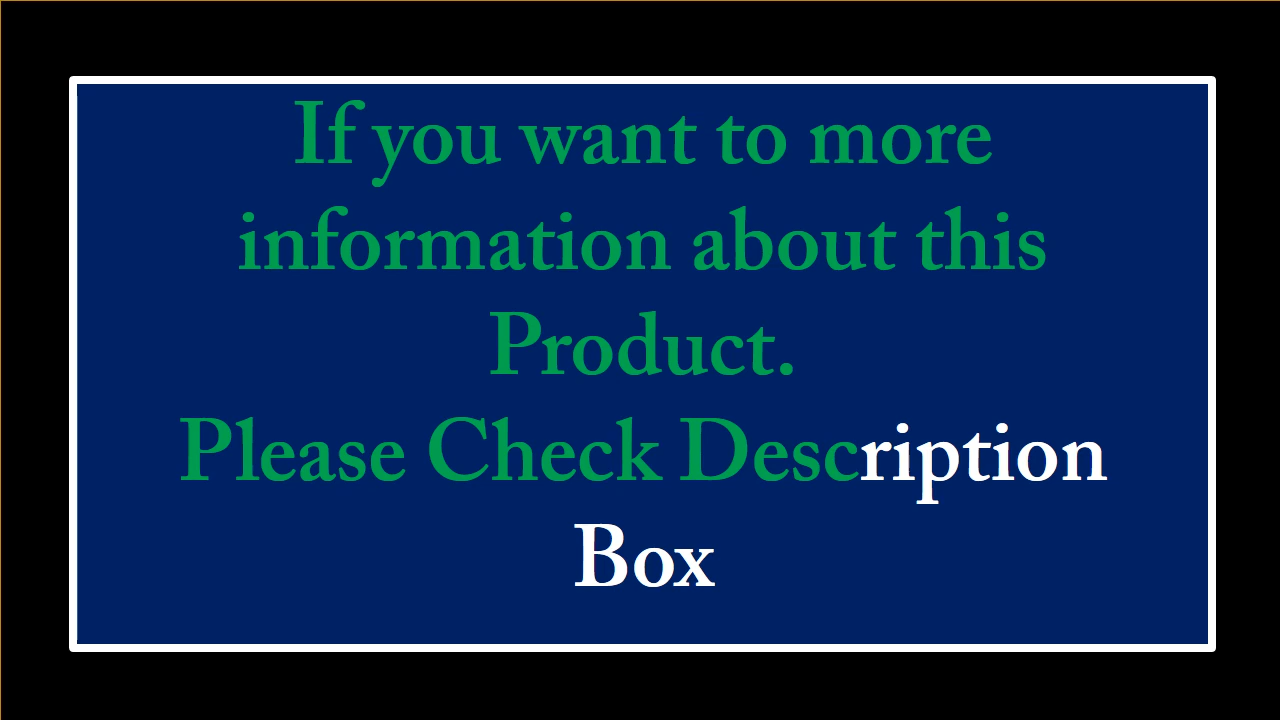 If you want to more
information about this
Product.
Please Check Description
Box